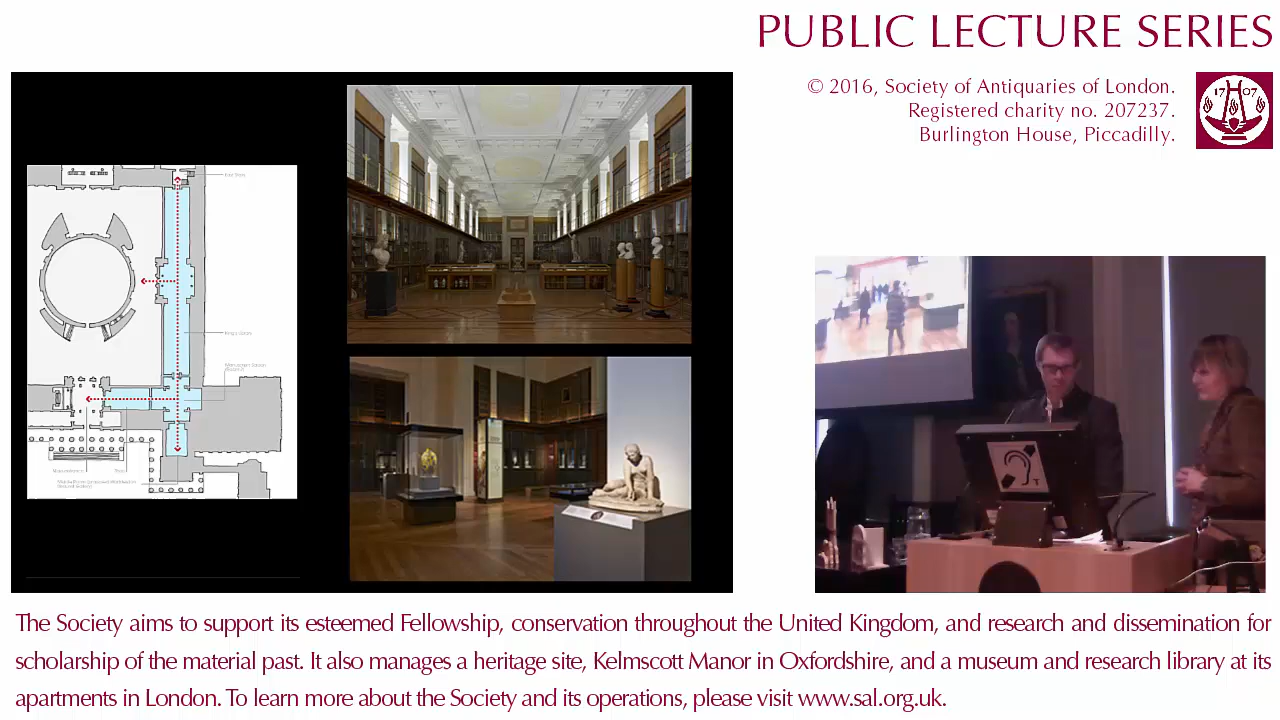 PUBLIC LECTURE SERIES
© 2016, Society of Antiquaries of London.
Registered charity no. 207237.
Burlington House, Piccadilly.
17 07
T
The Society aims to support its esteemed Fellowship, conservation throughout the United Kingdom, and research and dissemination for
scholarship of the material past. It also manages a heritage site, Kelmscott Manor in Oxfordshire, and a museum and research library at its
apartments in London. To learn more about the Society and its operations, please visit www.sal.org.uk.